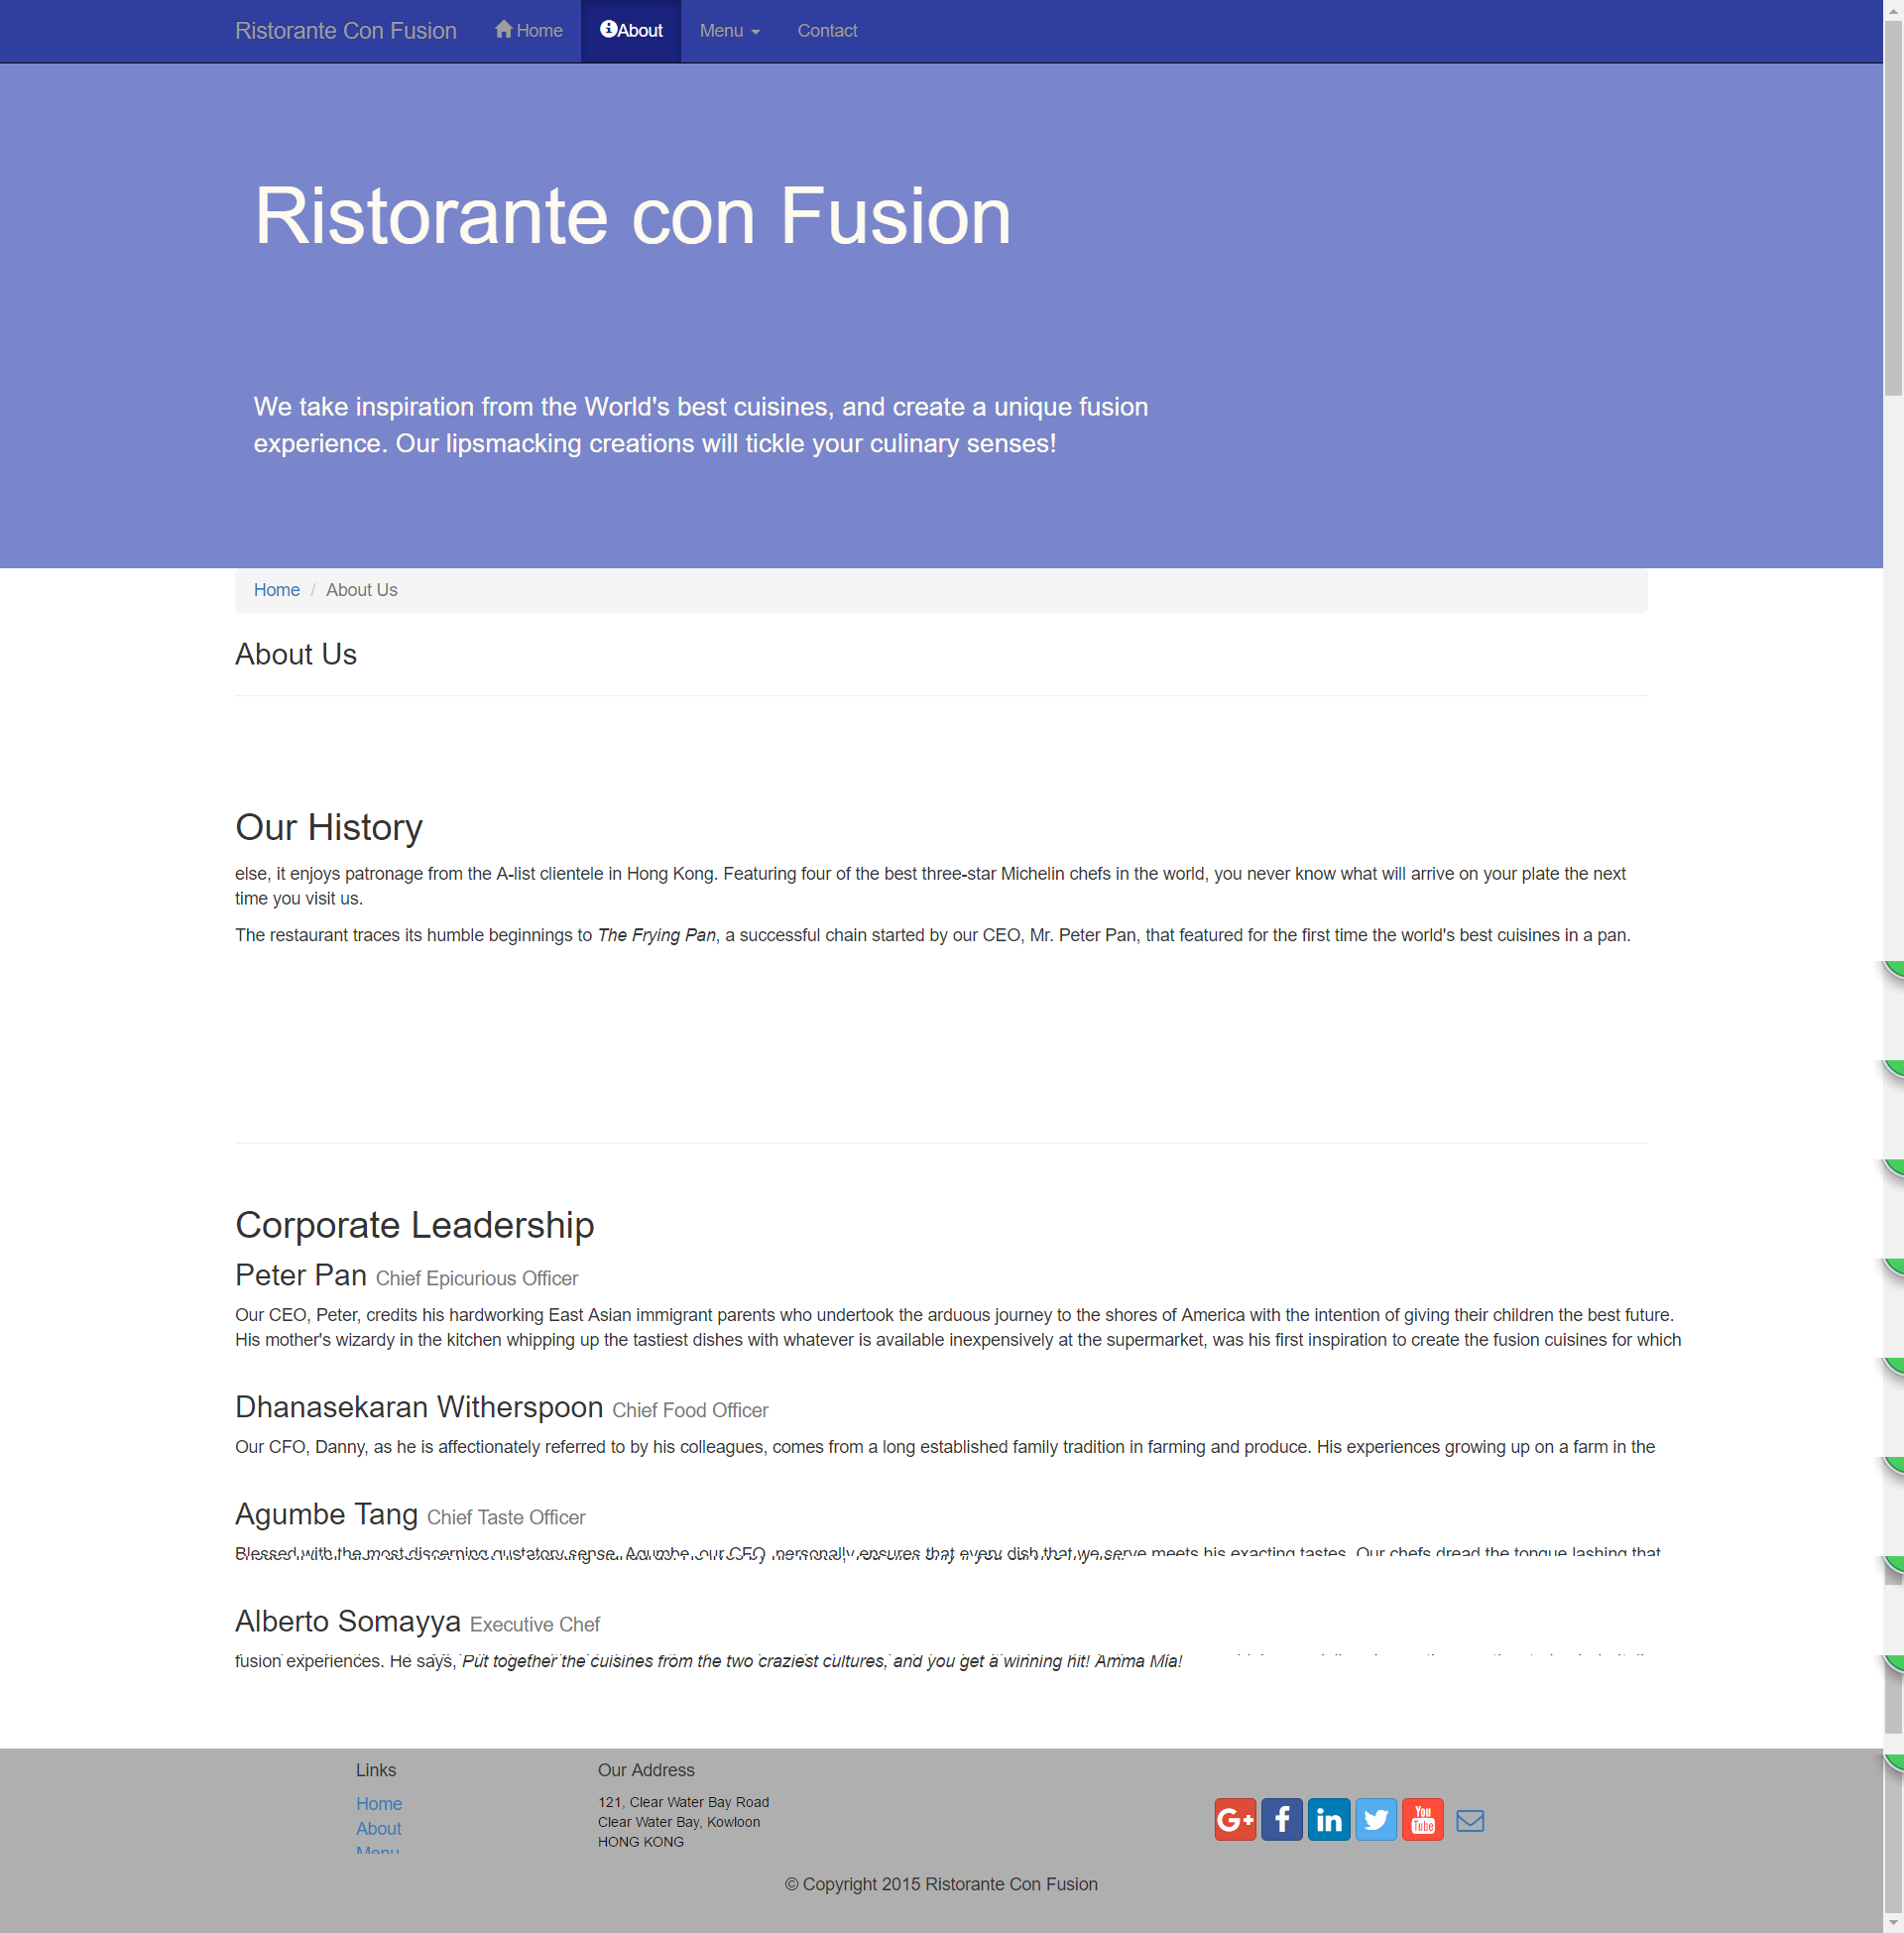 Ristorante Con Fusion Home About Menu Contact
Ristorante con Fusion
We take inspiration from the World's best cuisines, and create a unique fusion
experience. Our lipsmacking creations will tickle your culinary senses!
Home / About Us
About Us
Our History
else, it enjoys patronage from the A-list clientele in Hong Kong. Featuring four of the best three-star Michelin chefs in the world, you never know what will arrive on your plate the next
time you visit us.
The restaurant traces its humble beginnings to The Frying Pan, a successful chain started by our CEO, Mr. Peter Pan, that featured for the first time the world's best cuisines in a pan.
Corporate Leadership
Peter Pan Chief Epicurious Officer
Our CEO, Peter, credits his hardworking East Asian immigrant parents who undertook the arduous journey to the shores of America with the intention of giving their children the best future.
His mother's wizardy in the kitchen whipping up the tastiest dishes with whatever is available inexpensively at the supermarket, was his first inspiration to create the fusion cuisines for which
Dhanasekaran Witherspoon Chief Food Officer
Our CFO, Danny, as he is affectionately referred to by his colleagues, comes from a long established family tradition in farming and produce. His experiences growing up on a farm in the
Agumbe Tang Chief Taste Officer
Blessed with the most discerning gustatory sense, Agumbe, our CFO, personally ensures that every dish that we serve meets his exacting tastes. Our chefs dread the tongue lashing that
Alberto Somayya Executive Chef
fusion experiences. He says, Put together the cuisines from the two craziest cultures, and you get a winning hit! Amma Mia!
Links
Home
About
Menu
Our Address
121, Clear Water Bay Road
Clear Water Bay, Kowloon
HONG KONG
G+ f in You Tube
© Copyright 2015 Ristorante Con Fusion